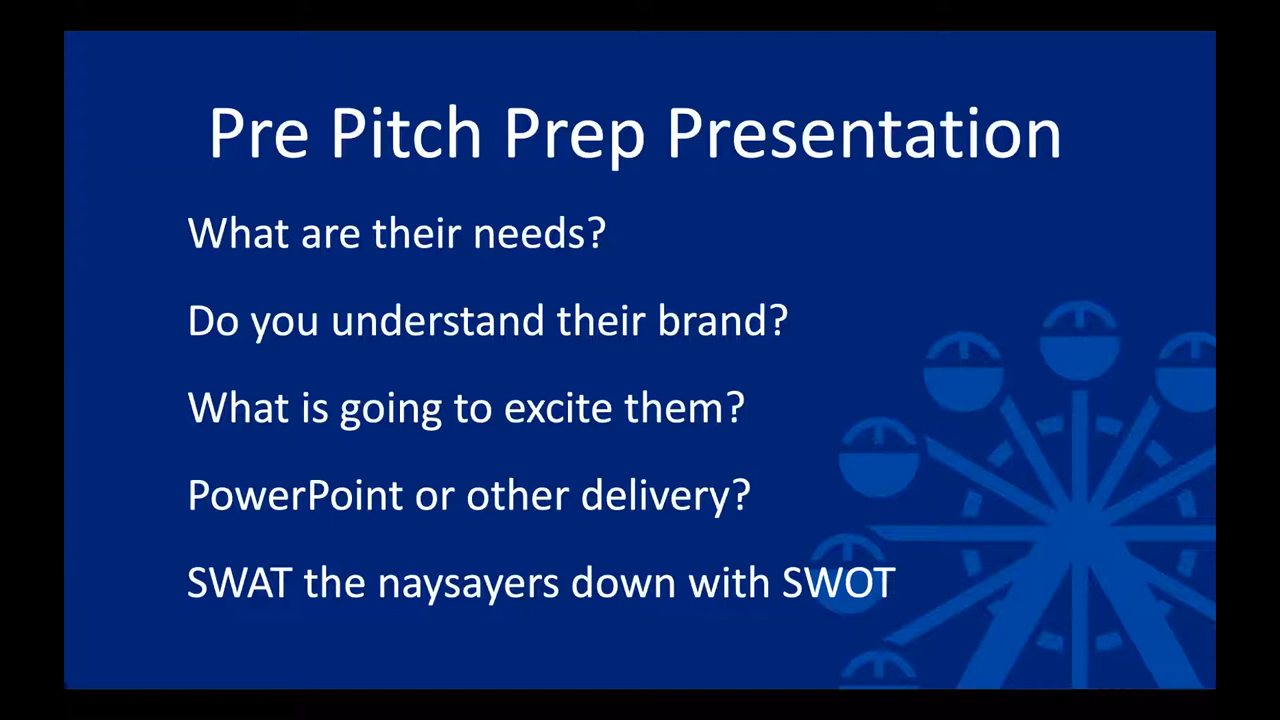 Pre Pitch Prep Presentation
What are their needs?
Do you understand their brand?
What is going to excite them?
PowerPoint or other delivery?
SWAT the naysayers down with SWOT